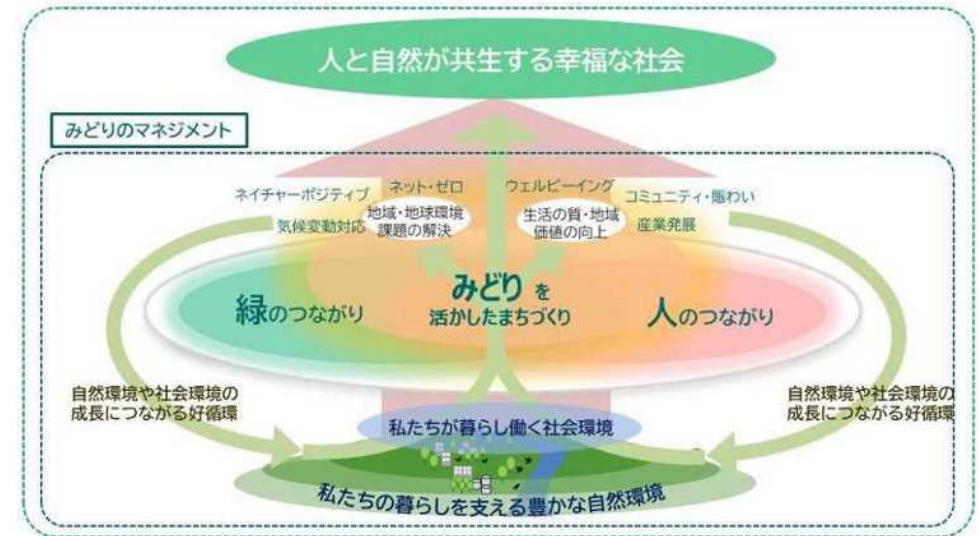 人と自然が共生する幸福な社会
みどりのマネジメント
ネイチャーポジティブ
ネット・ゼロ
ウェルビーイング
コミュニティ・賑わい
気候変動対応
地域・地球環境
課題の解決
生活の質・地域
価値の向上
産業発展
緑のつながり
みどりを
活かしたまちづくり
人のつながり
自然環境や社会環境の
成長につながる好循環
自然環境や社会環境の
成長につながる好循環
私たちが暮らし働く社会環境
私たちの暮らしを支える豊かな自然環境